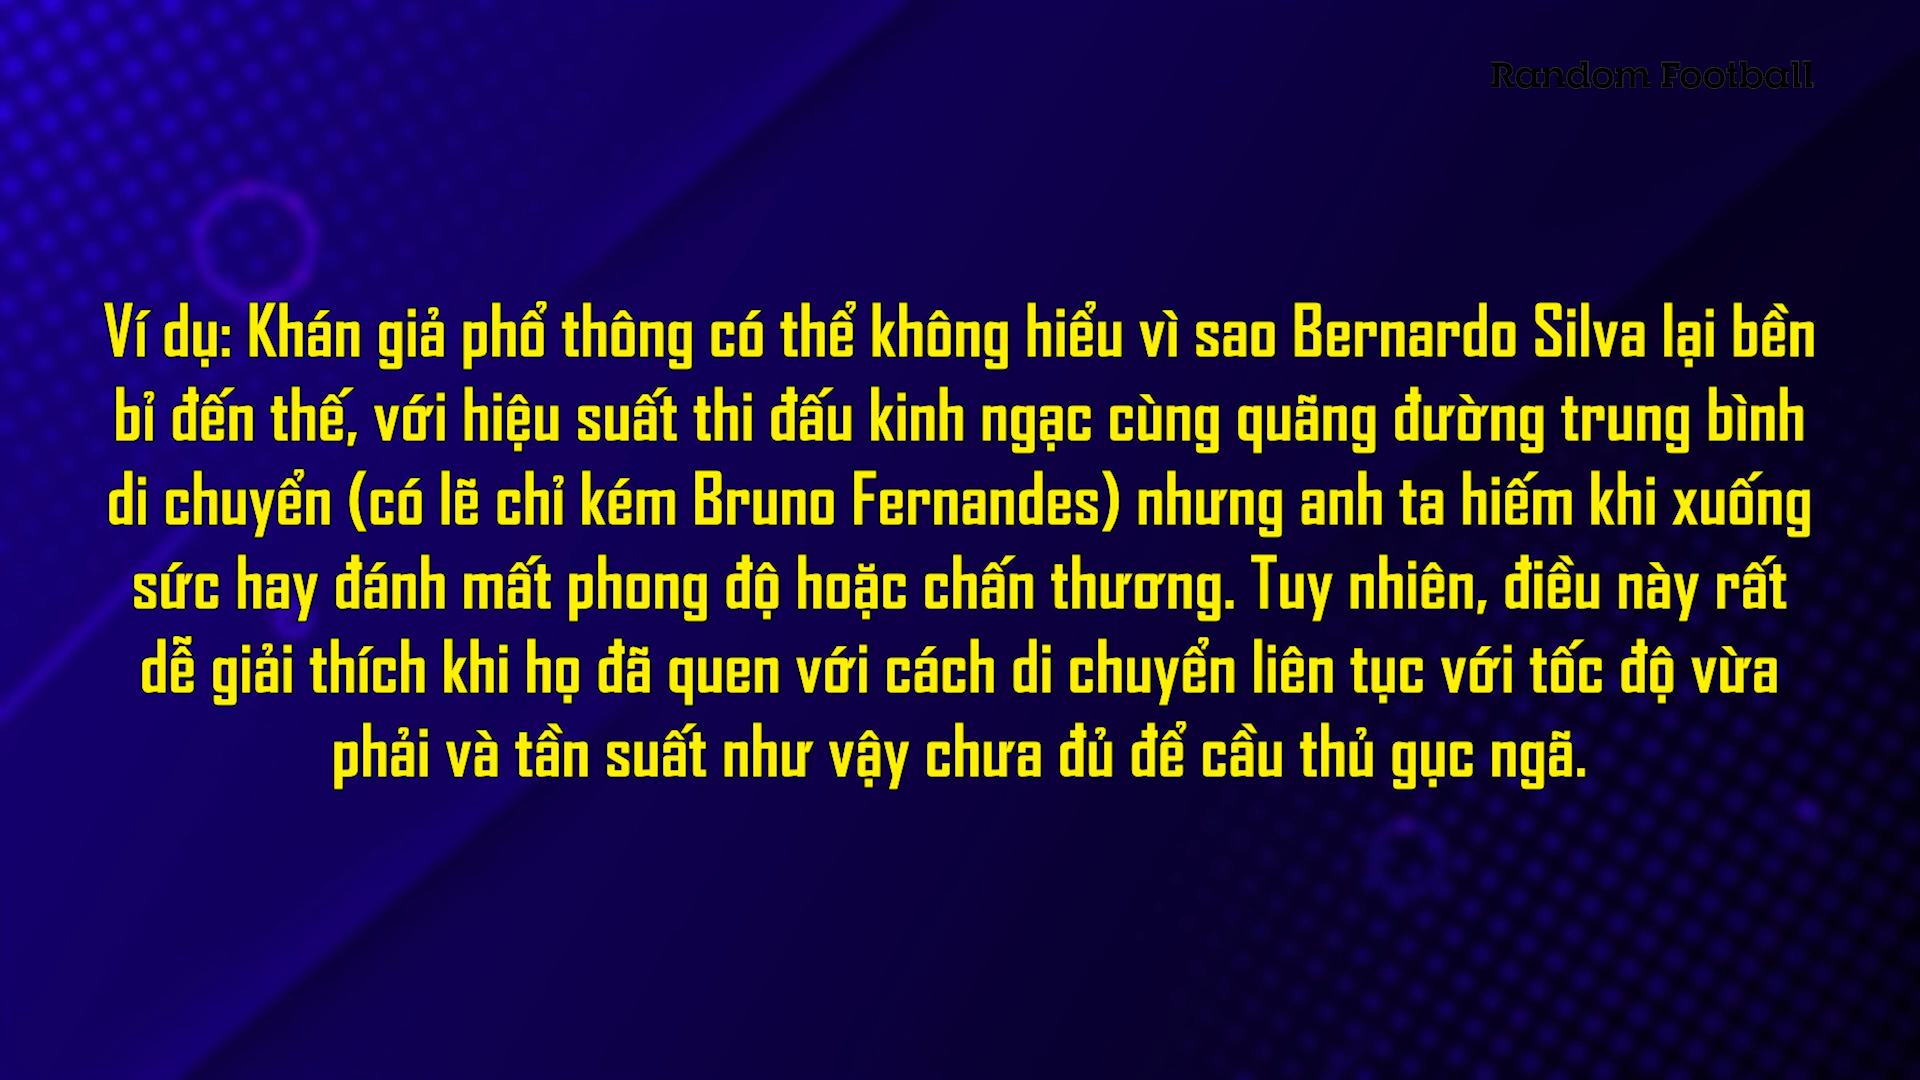 Random Football
Ví dụ: Khán giả phổ thông có thể không hiểu vì sao Bernardo Silva lại bền
bỉ đến thế, với hiệu suất thi đấu kinh ngạc cùng quãng đường trung bình
di chuyển (có lẽ chỉ kém Bruno Fernandes) nhưng anh ta hiếm khi xuống
sức hay đánh mất phong độ hoặc chấn thương. Tuy nhiên, điều này rất
dễ giải thích khi họ đã quen với cách di chuyển liên tục với tốc độ vừa
phải và tần suất như vậy chưa đủ để cầu thủ gục ngã.